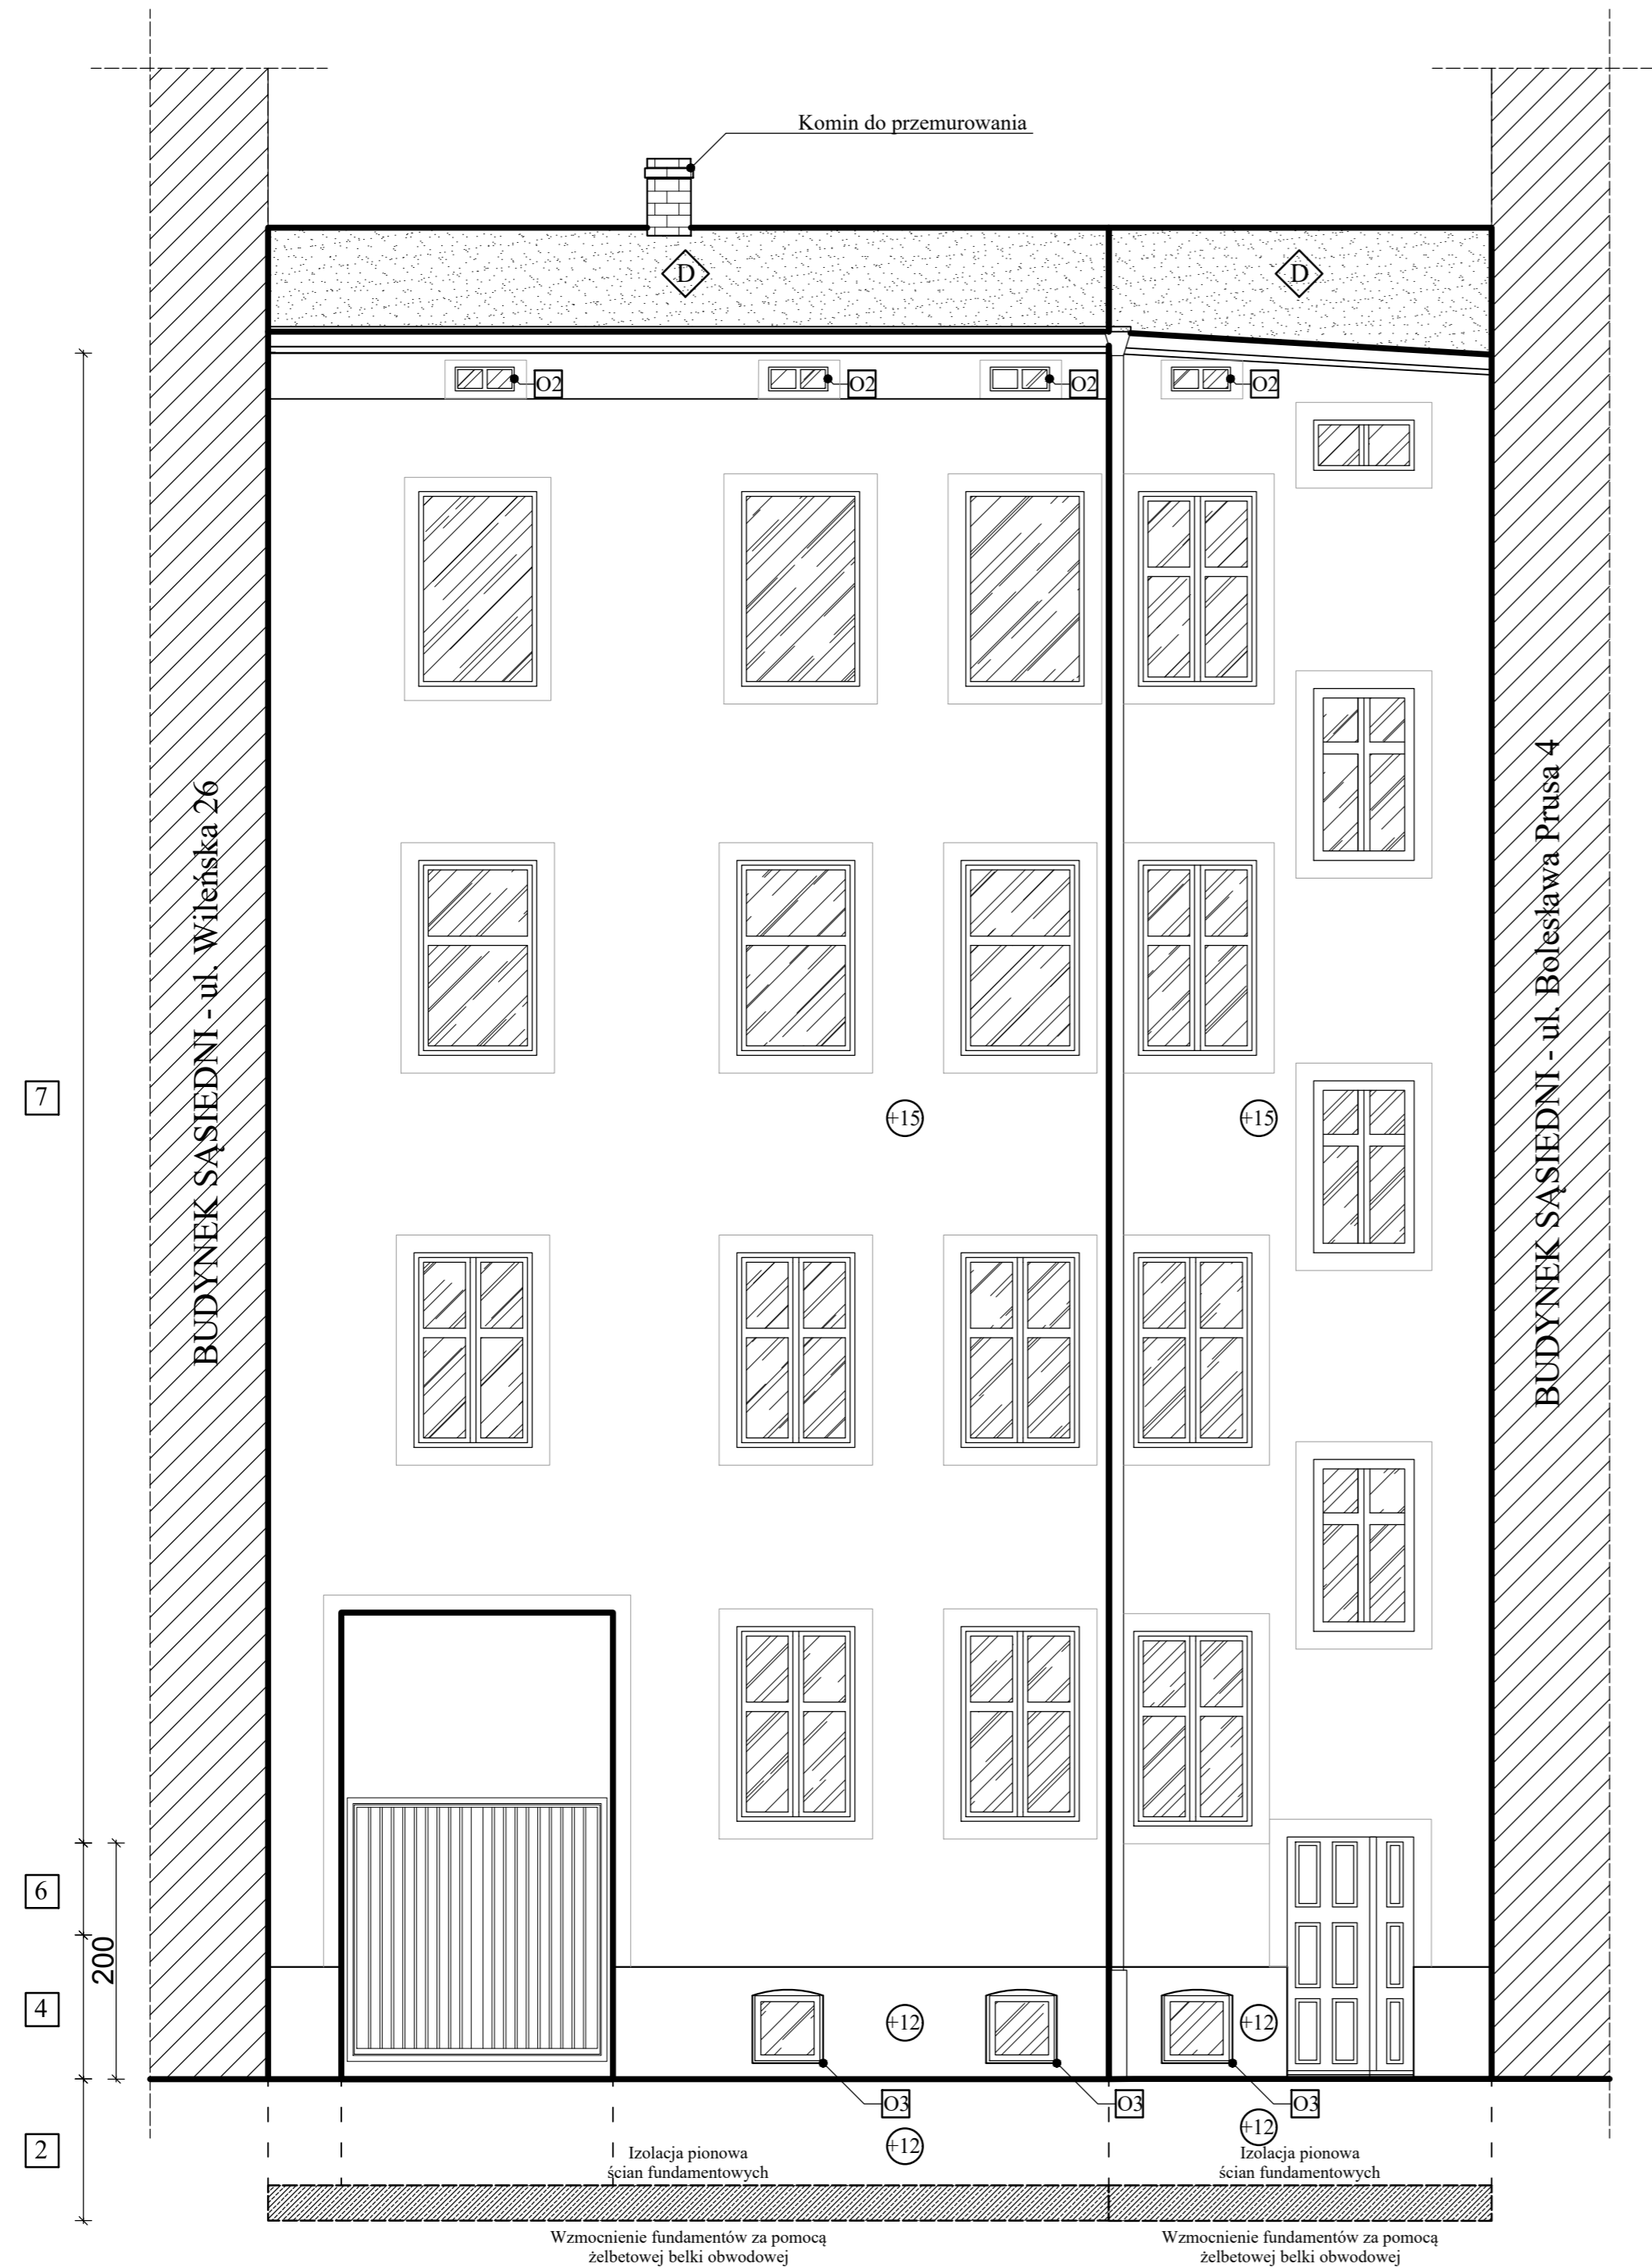 Komin do przemurowania
D
D
O2
O2
O2
O2
BUDYNEK SĄSIEDNI - ul. Wileńska 26
BUDYNEK SĄSIEDNI - ul. Bolesława Prusa 4
7
+15
+15
6
200
4
+12
+12
O3
O3
O3
2
+12
+12
Izolacja pionowa
ścian fundamentowych
Izolacja pionowa
ścian fundamentowych
Wzmocnienie fundamentów za pomocą
żelbetowej belki obwodowej
Wzmocnienie fundamentów za pomocą
żelbetowej belki obwodowej